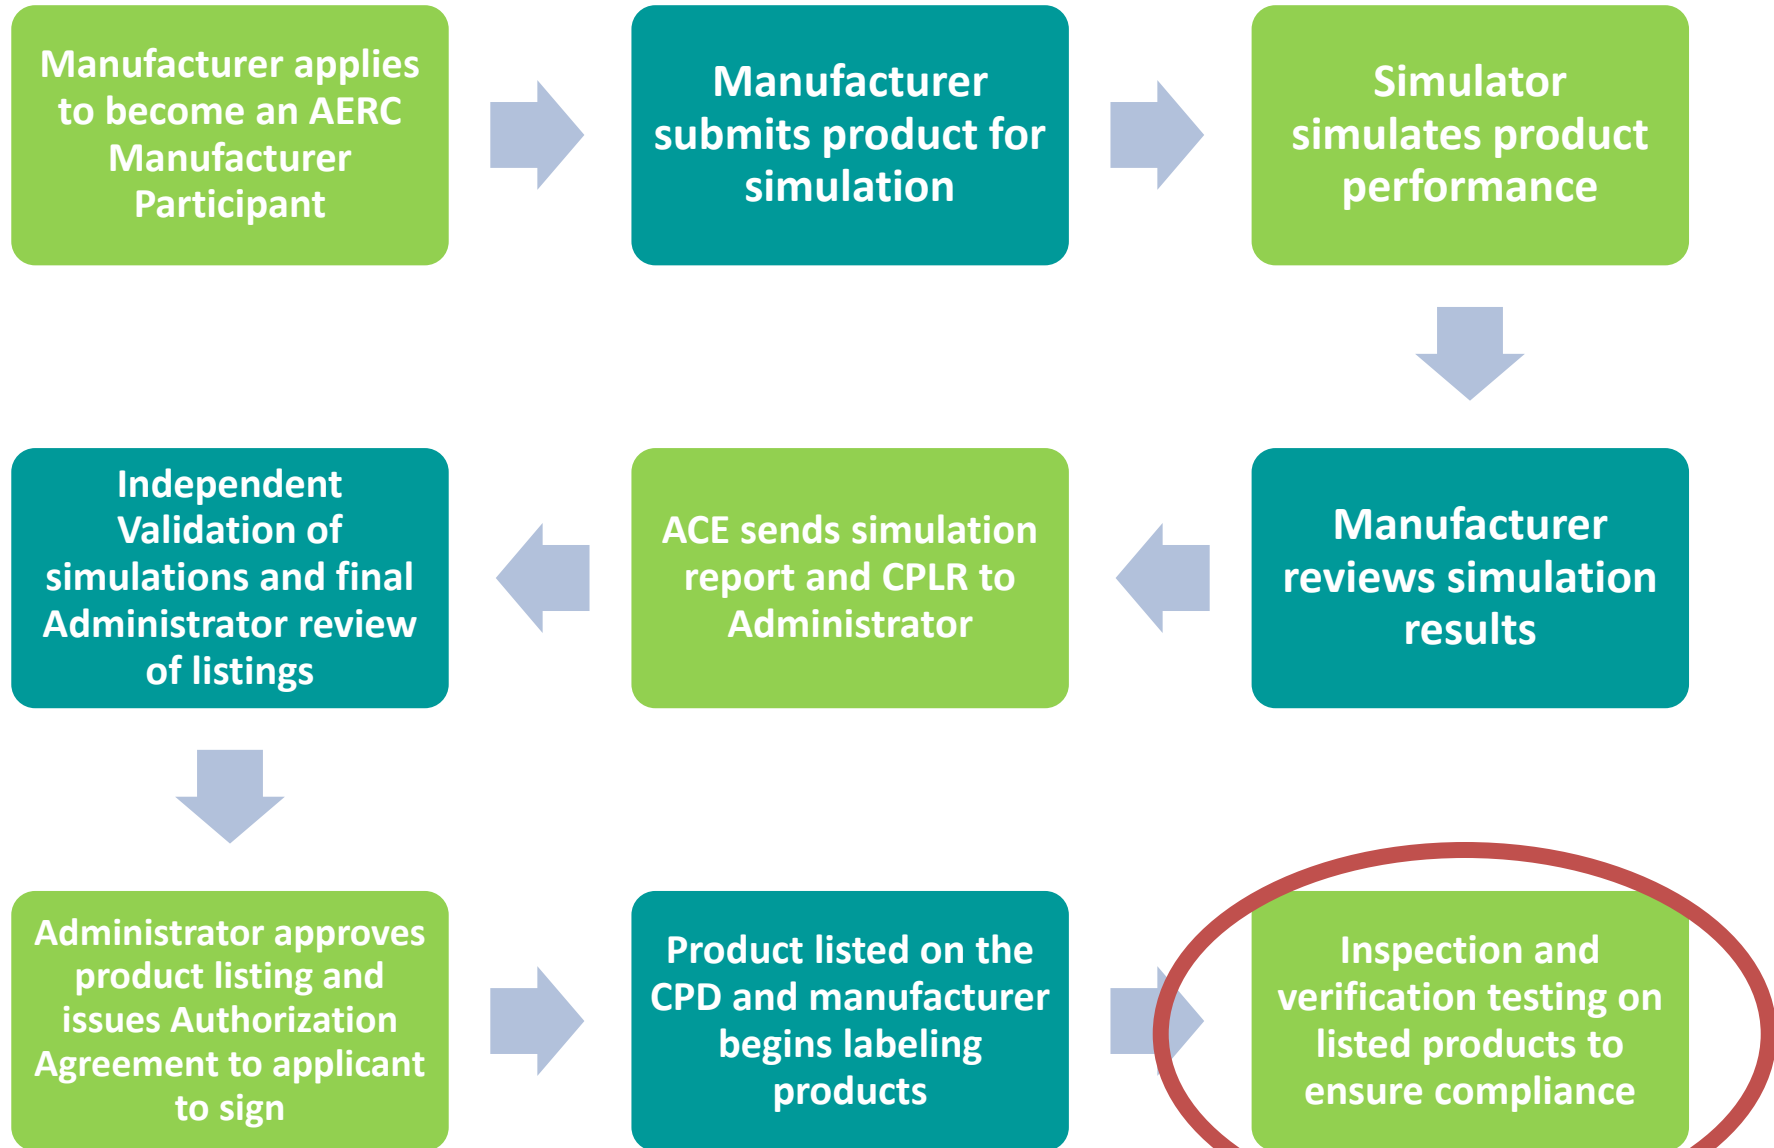 Manufacturer applies
to become an AERC
Manufacturer
Participant
Manufacturer
submits product for
simulation
Simulator
simulates product
performance
Manufacturer
reviews simulation
results
ACE sends simulation
report and CPLR to
Administrator
Independent
Validation of
simulations and final
Administrator review
of listings
Administrator approves
product listing and
issues Authorization
Agreement to applicant
to sign
Product listed on the
CPD and manufacturer
begins labeling
products
Inspection and
verification testing on
listed products to
ensure compliance